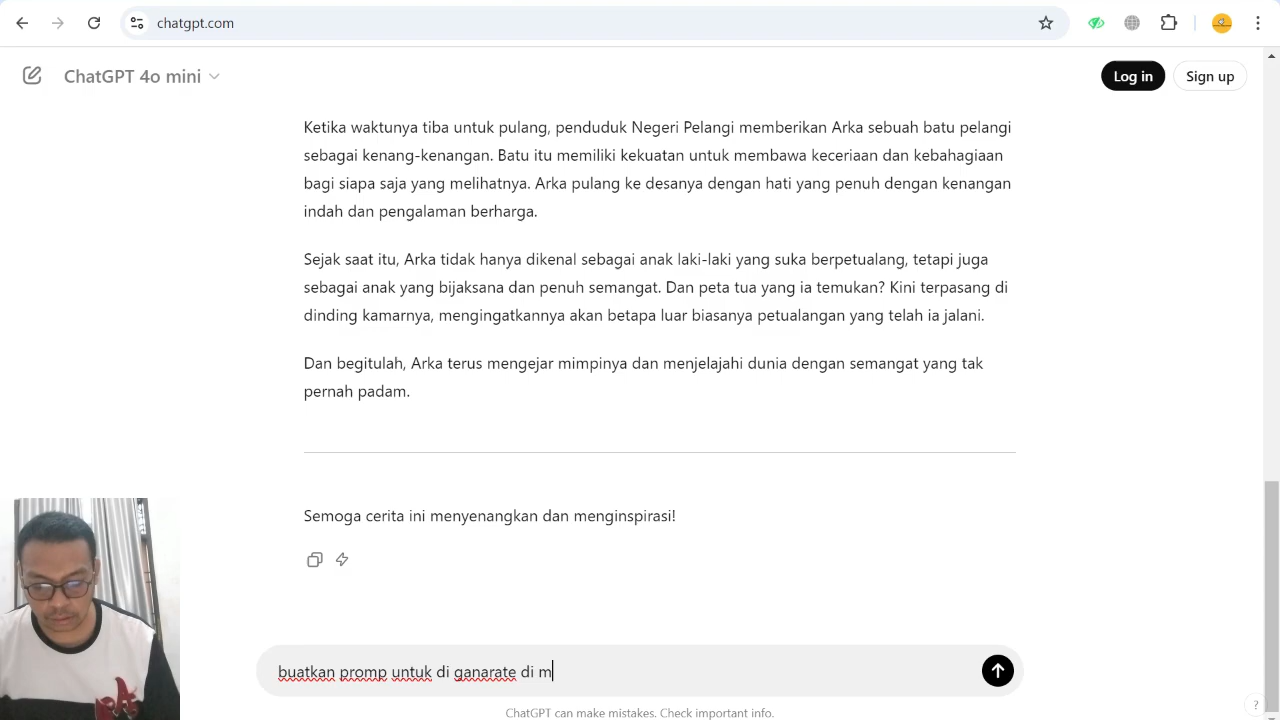 chatgpt.com
ChatGPT 4o mini
Log in
Sign up
Ketika waktunya tiba untuk pulang, penduduk Negeri Pelangi memberikan Arka sebuah batu pelangi
sebagai kenang-kenangan. Batu itu memiliki kekuatan untuk membawa keceriaan dan kebahagiaan
bagi siapa saja yang melihatnya. Arka pulang ke desanya dengan hati yang penuh dengan kenangan
indah dan pengalaman berharga.
Sejak saat itu, Arka tidak hanya dikenal sebagai anak laki-laki yang suka berpetualang, tetapi juga
sebagai anak yang bijaksana dan penuh semangat. Dan peta tua yang ia temukan? Kini terpasang di
dinding kamarnya, mengingatkannya akan betapa luar biasanya petualangan yang telah ia jalani.
Dan begitulah, Arka terus mengejar mimpinya dan menjelajahi dunia dengan semangat yang tak
pernah padam.
Semoga cerita ini menyenangkan dan menginspirasi!
buatkan promp untuk di ganarate di m
ChatGPT can make mistakes. Check important info.
?